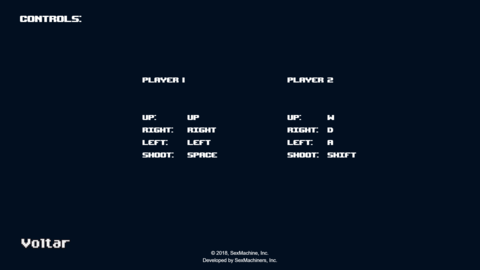 CONTROLS:
PLAYER 1 PLAYER 2
UP: UP UP: W
RIGHT: RIGHT RIGHT: D
LEFT: LEFT LEFT: A
SHOOT: SPACE SHOOT: SHIFT
Voltar
© 2018, SexMachine, Inc.
Developed by SexMachiners, Inc.